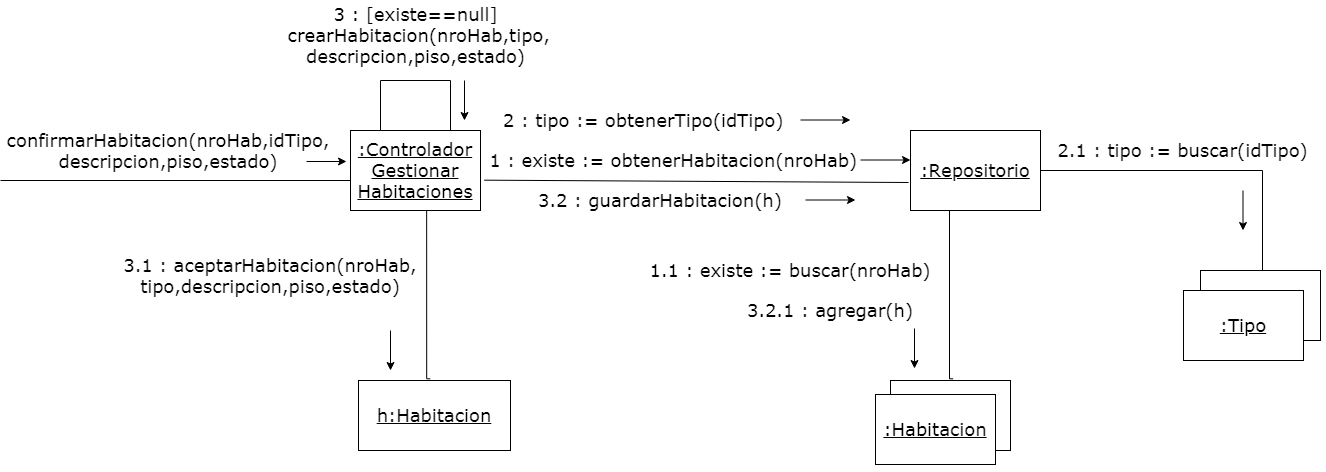 3 : [existe==null]
crearHabitacion(nroHab,tipo,
descripcion,piso,estado)
confirmarHabitacion(nroHab,idTipo,
descripcion,piso,estado)
:Controlador
Gestionar
Habitaciones
2 : tipo := obtenerTipo(idTipo)
1 : existe := obtenerHabitacion(nroHab)
3.2 : guardarHabitacion(h)
:Repositorio
2.1 : tipo := buscar(idTipo)
3.1 : aceptarHabitacion(nroHab,
tipo,descripcion,piso,estado)
1.1 : existe := buscar(nroHab)
3.2.1 : agregar(h)
:Tipo
h:Habitacion
:Habitacion